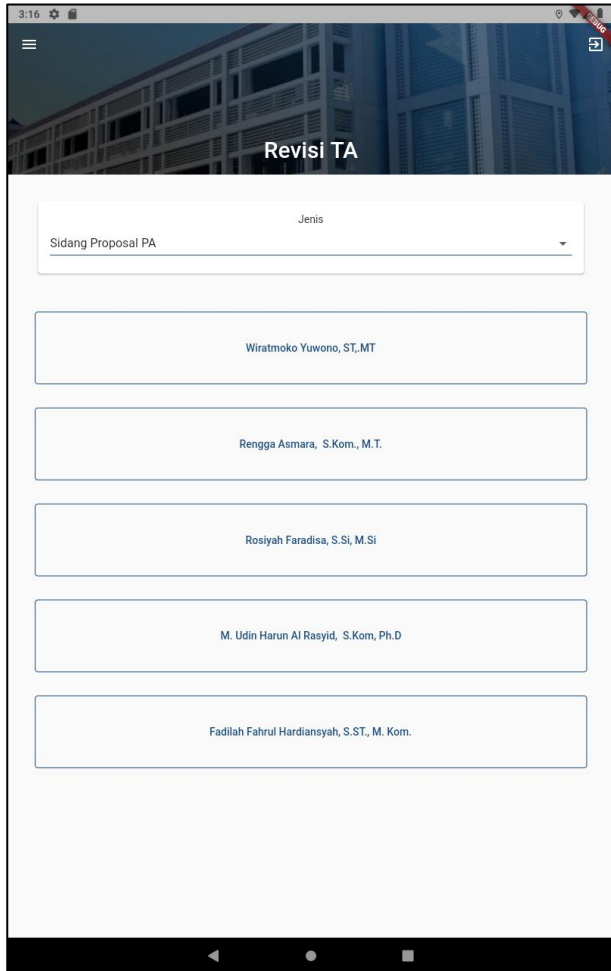 3:16
DEBUG
Revisi TA
Jenis
Sidang Proposal PA
Wiratmoko Yuwono, ST,.MT
Rengga Asmara,  S.Kom., M.T.
Rosiyah Faradisa, S.Si, M.Si
M. Udin Harun Al Rasyid,  S.Kom, Ph.D
Fadilah Fahrul Hardiansyah, S.ST., M. Kom.